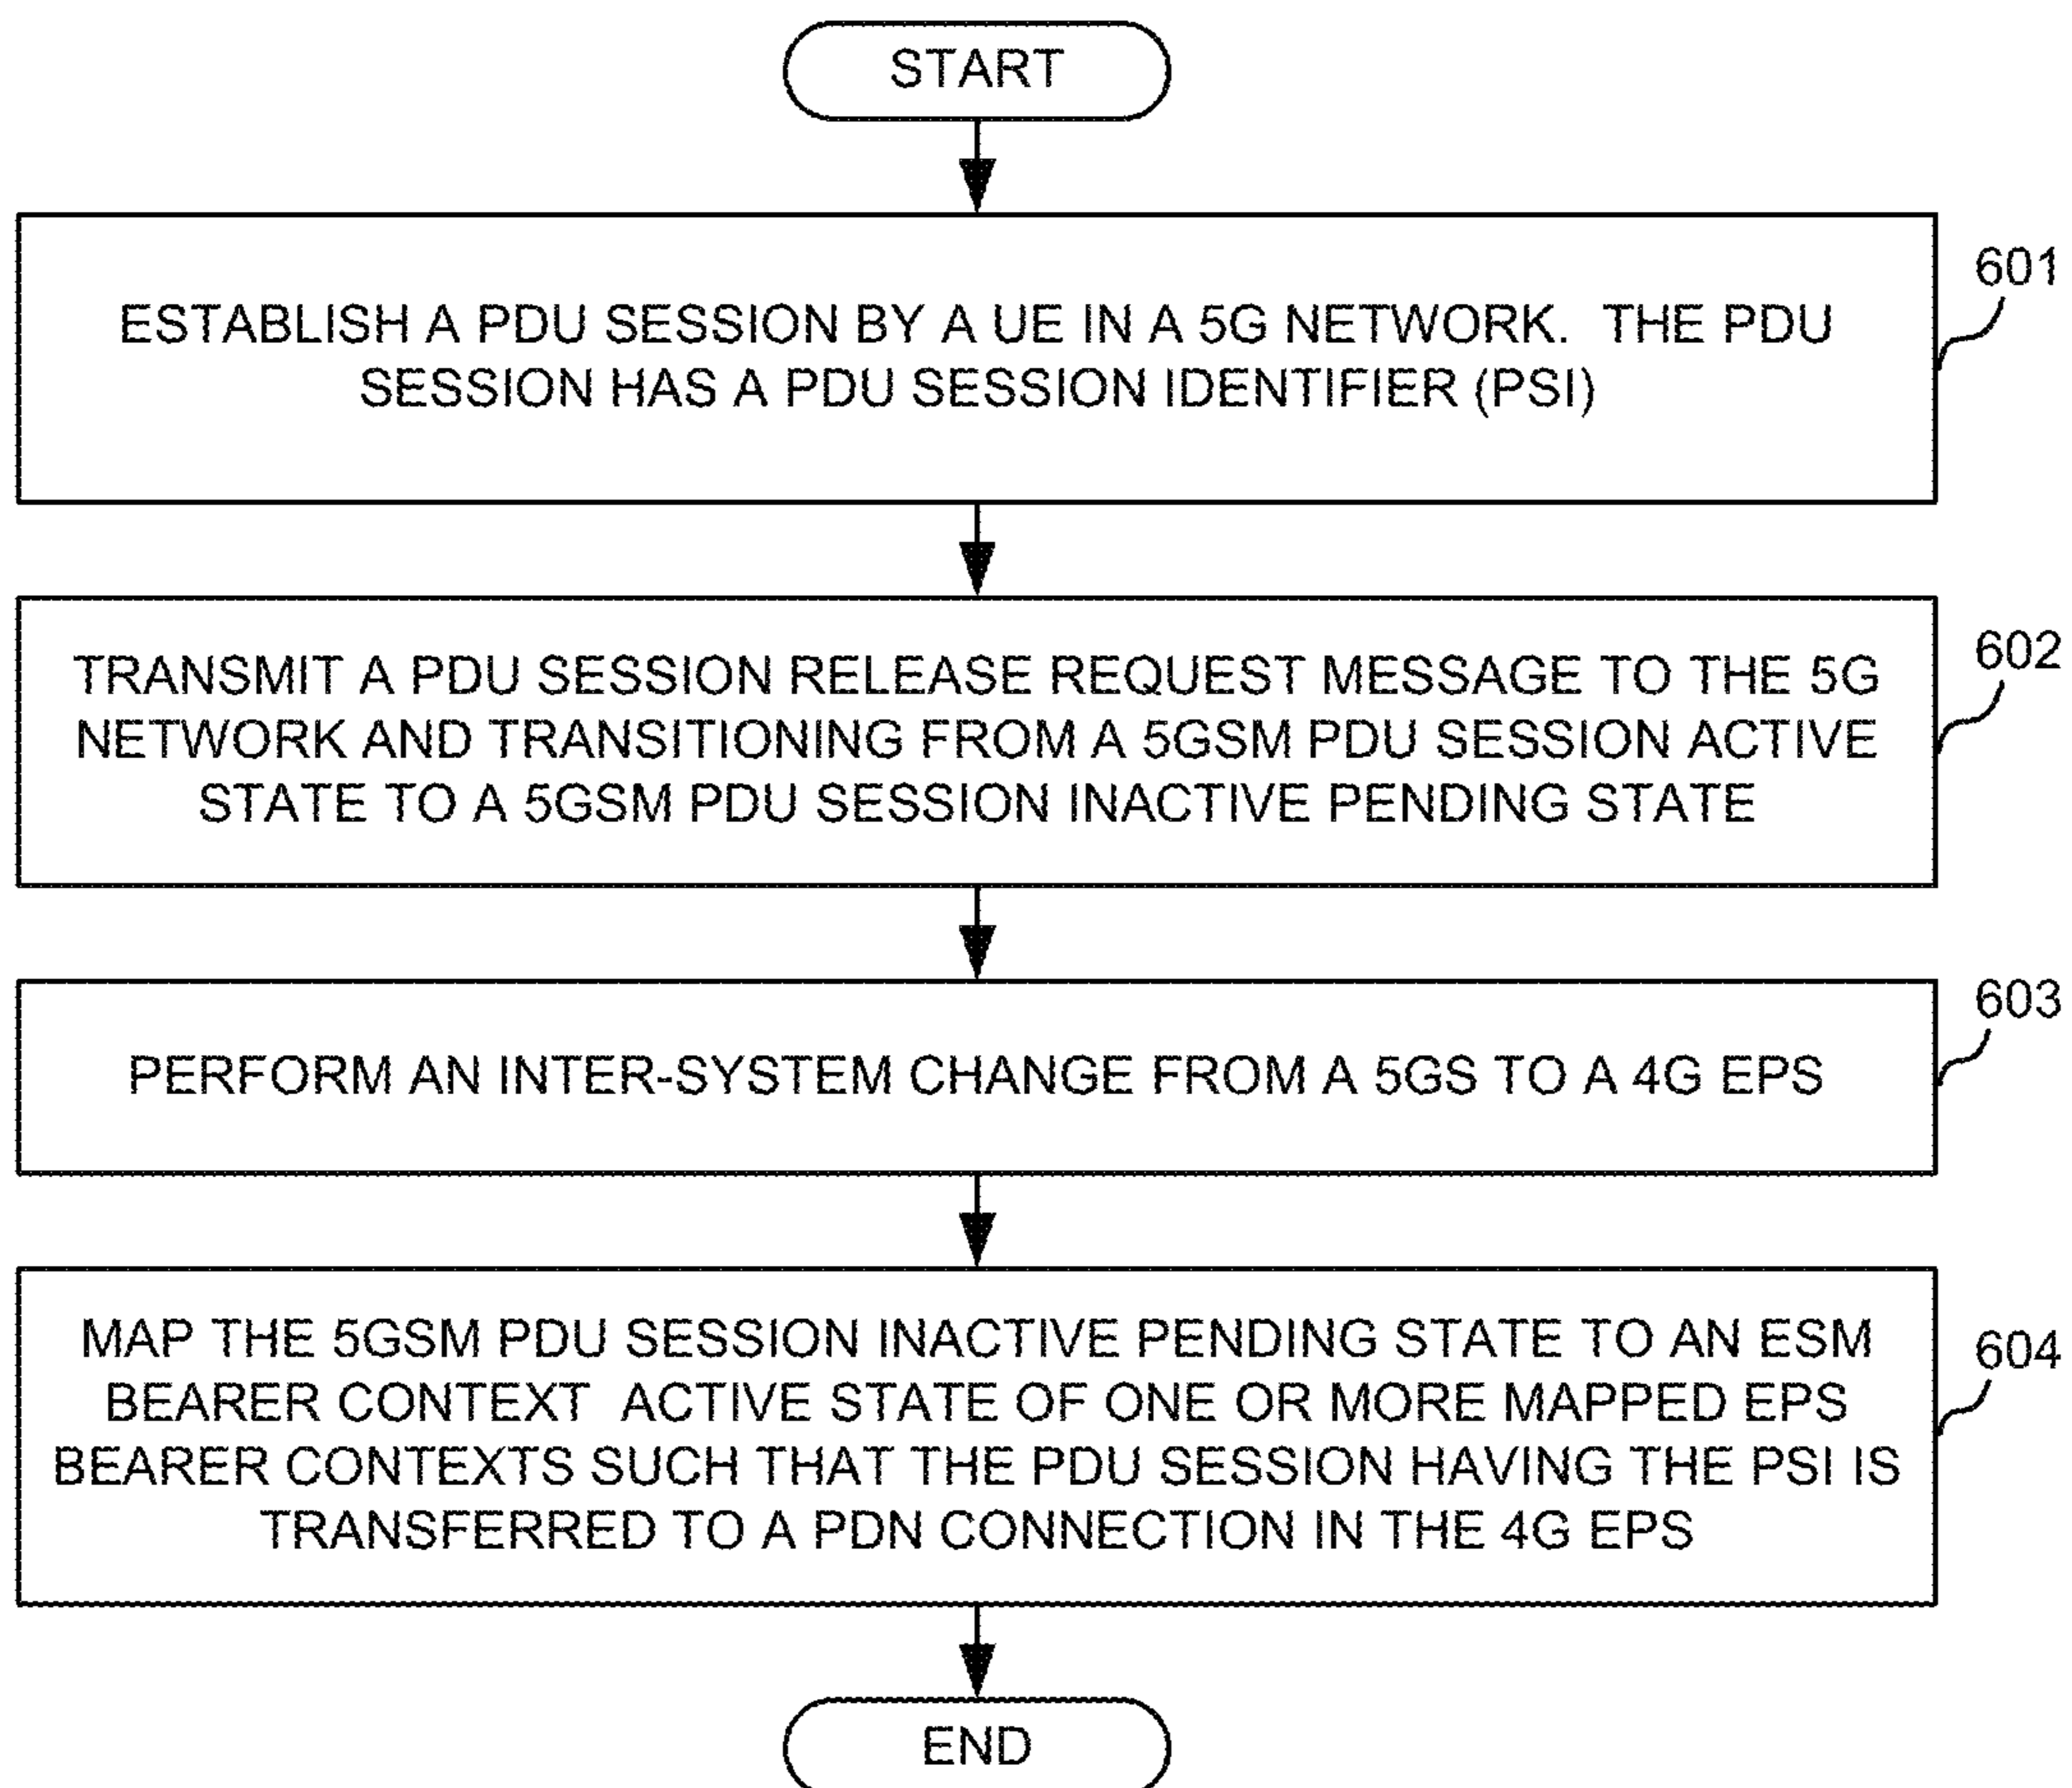 START
ESTABLISH A PDU SESSION BY A UE IN A 5G NETWORK. THE PDU
SESSION HAS A PDU SESSION IDENTIFIER (PSI)
601
TRANSMIT A PDU SESSION RELEASE REQUEST MESSAGE TO THE 5G
NETWORK AND TRANSITIONING FROM A 5GSM PDU SESSION ACTIVE
STATE TO A 5GSM PDU SESSION INACTIVE PENDING STATE
602
PERFORM AN INTER-SYSTEM CHANGE FROM A 5GS TO A 4G EPS
603
MAP THE 5GSM PDU SESSION INACTIVE PENDING STATE TO AN ESM
BEARER CONTEXT ACTIVE STATE OF ONE OR MORE MAPPED EPS
BEARER CONTEXTS SUCH THAT THE PDU SESSION HAVING THE PSI IS
TRANSFERRED TO A PDN CONNECTION IN THE 4G EPS
604
END